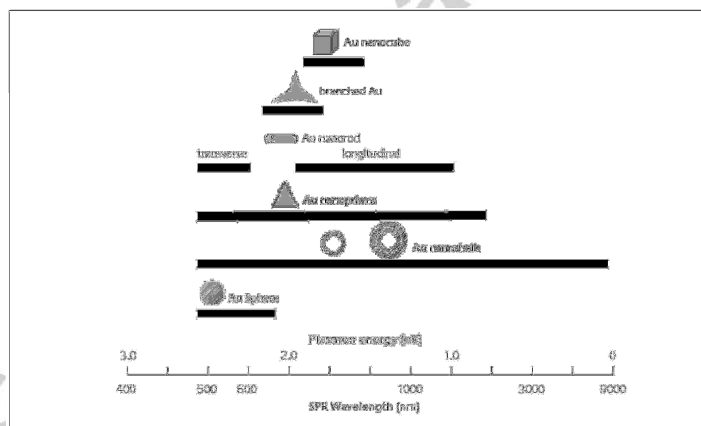 Au nanocube
branched Au
Au nanorod
transverse
longitudinal
Au nanoprisms
Au nanoshells
Au Sphere
Plasmon energy (eV)
3.0 2.0 1.0 0
400 500 600 1000 3000 9000
SPR Wavelength (nm)